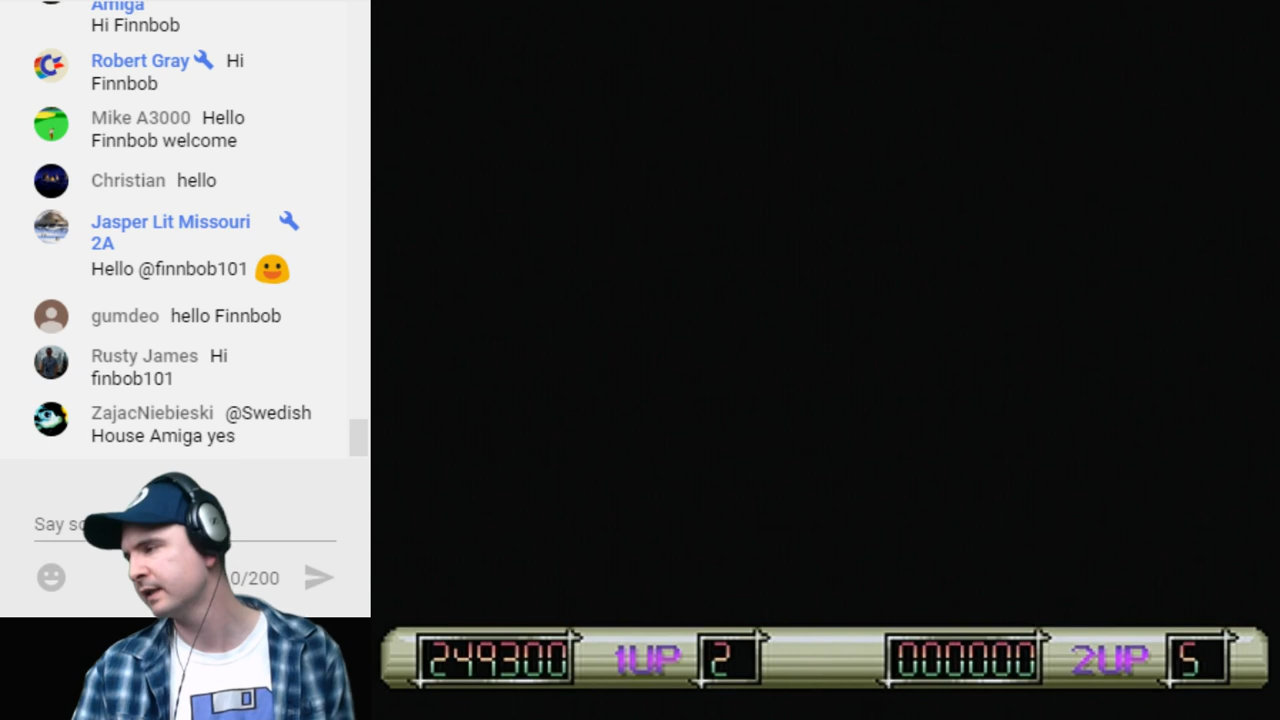 Amiga
Hi Finnbob
Robert Gray Hi
Finnbob
Mike A3000 Hello
Finnbob welcome
Christian hello
Jasper Lit Missouri
2A
Hello @finnbob101
gumdeo hello Finnbob
Rusty James Hi
finbob101
ZajacNiebieski @Swedish
House Amiga yes
Say
0/200
249300 1UP 2 000000 2UP 5